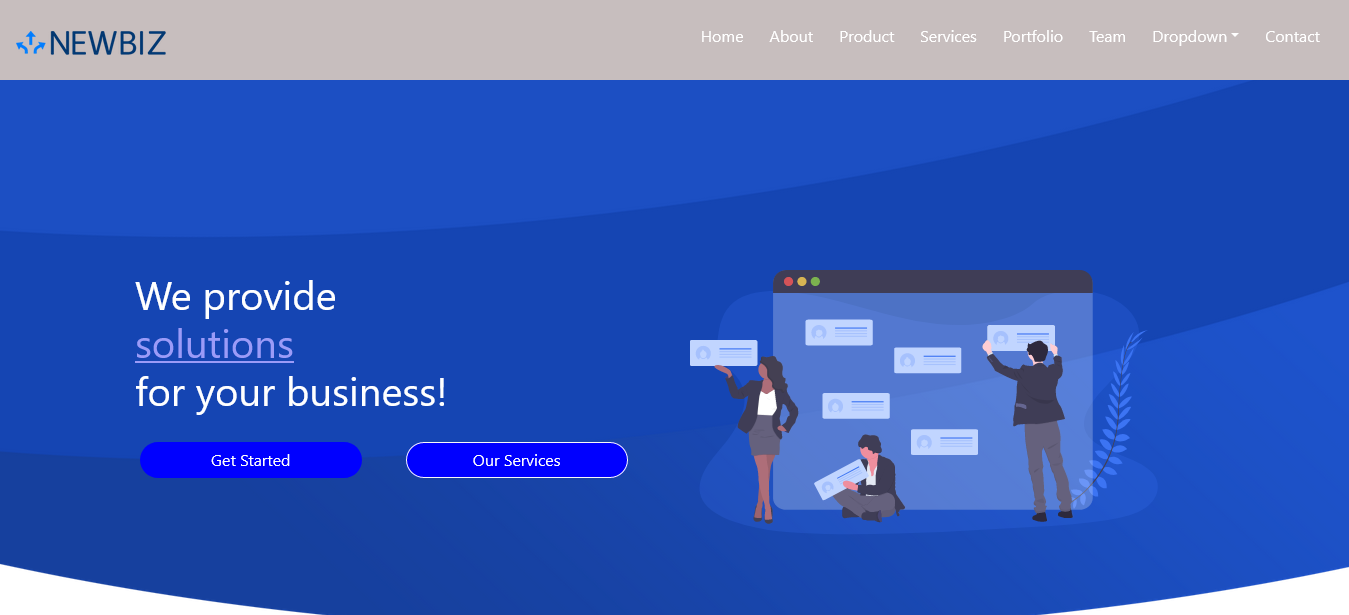 NEWBIZ
Home About Product Services Portfolio Team Dropdown Contact
We provide
solutions
for your business!
Get Started Our Services